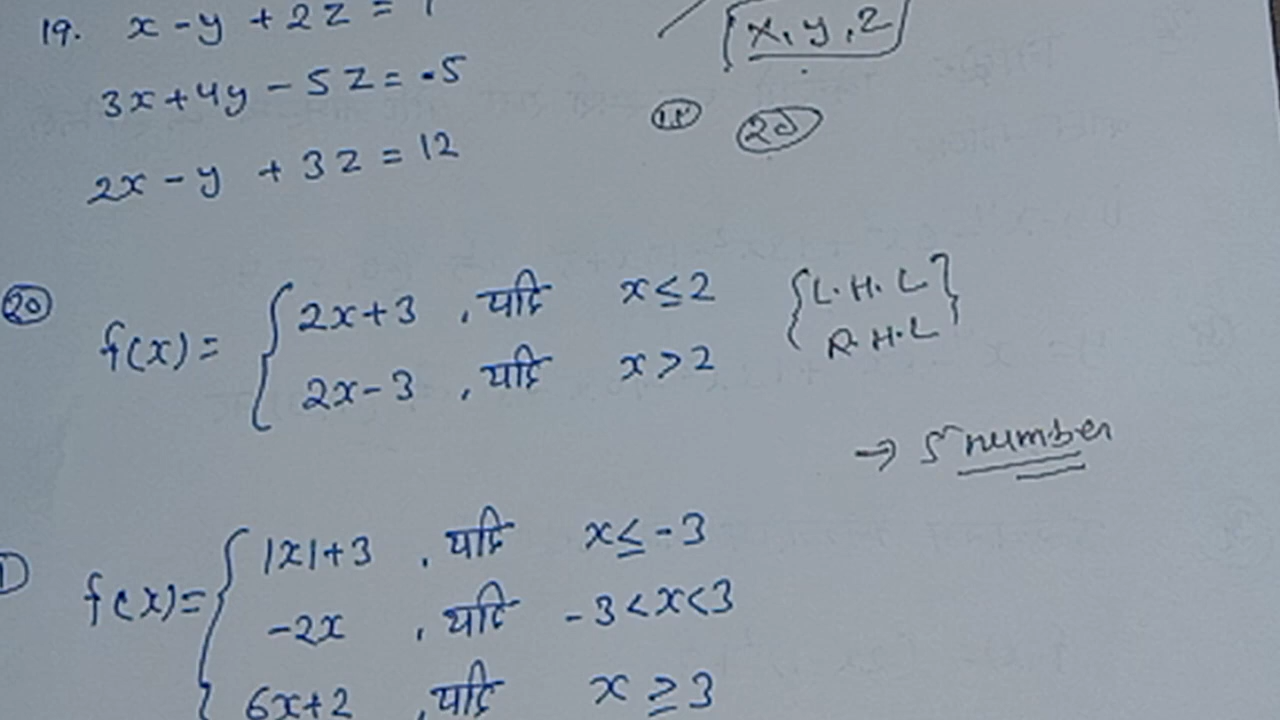 19. x - y + 2z =
x, y, z
3x + 4y - 5z = -5
20
2x - y + 3z = 12
20 f(x) = { 2x + 3 , यदि x ≤ 2
2x - 3 , यदि x > 2
{ L.H.L }
R.H.L
→ 5 number
f(x) = { |x| + 3 , यदि x ≤ -3
-2x , यदि -3 < x < 3
6x + 2 , यदि x ≥ 3